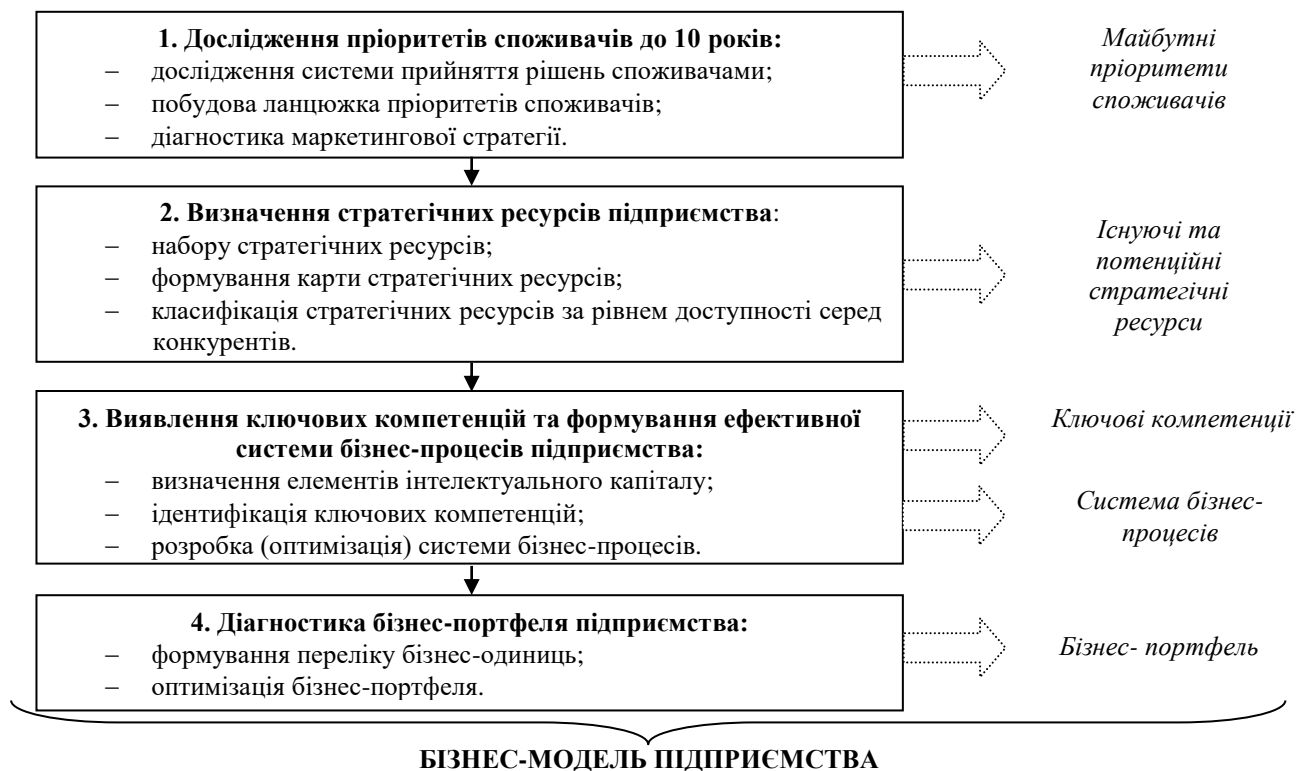 1. Дослідження пріоритетів споживачів до 10 років:
– дослідження системи прийняття рішень споживачами;
– побудова ланцюжка пріоритетів споживачів;
– діагностика маркетингової стратегії.
Майбутні
пріоритети
споживачів
2. Визначення стратегічних ресурсів підприємства:
– набору стратегічних ресурсів;
– формування карти стратегічних ресурсів;
– класифікація стратегічних ресурсів за рівнем доступності серед
конкурентів.
Існуючі та
потенційні
стратегічні
ресурси
3. Виявлення ключових компетенцій та формування ефективної
системи бізнес-процесів підприємства:
– визначення елементів інтелектуального капіталу;
– ідентифікація ключових компетенцій;
– розробка (оптимізація) системи бізнес-процесів.
Ключові компетенції
Система бізнес-
процесів
4. Діагностика бізнес-портфеля підприємства:
– формування переліку бізнес-одиниць;
– оптимізація бізнес-портфеля.
Бізнес- портфель
БІЗНЕС-МОДЕЛЬ ПІДПРИЄМСТВА